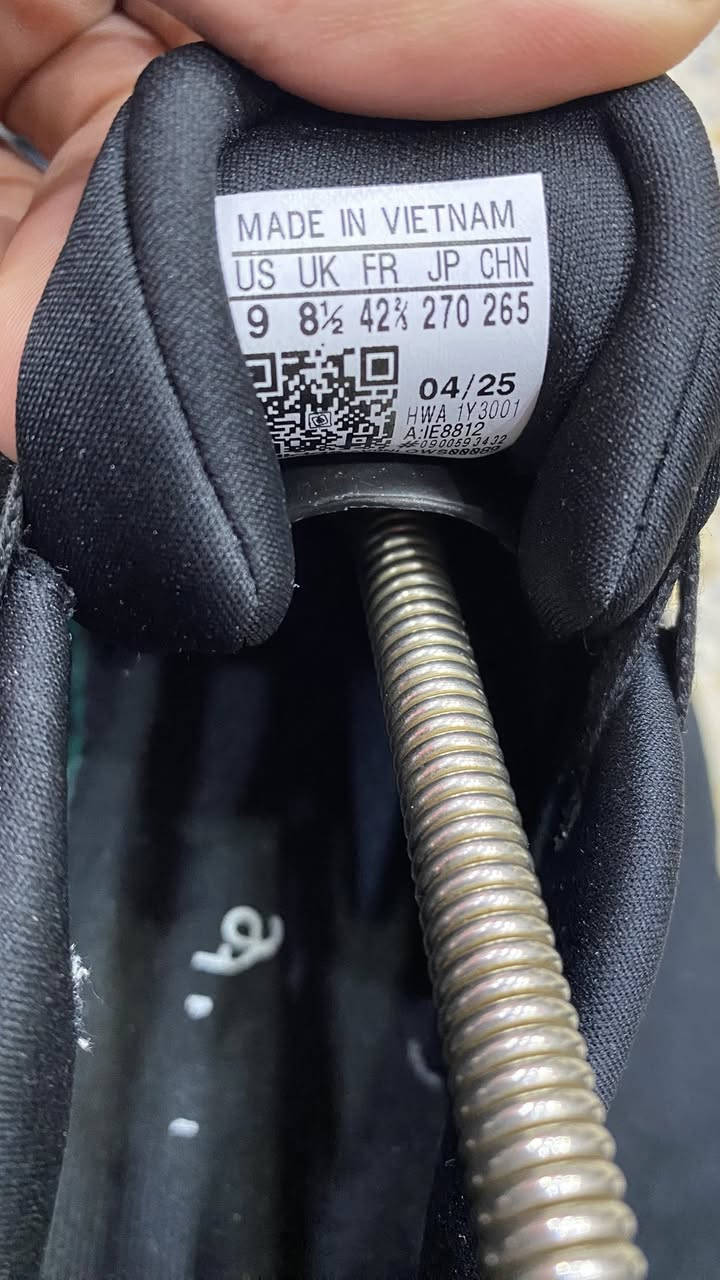 MADE IN VIETNAM
US UK FR JP CHN
9 8½ 42⅔ 270 265
04/25
HWA 1Y3001
A:IE8812
#0900593432